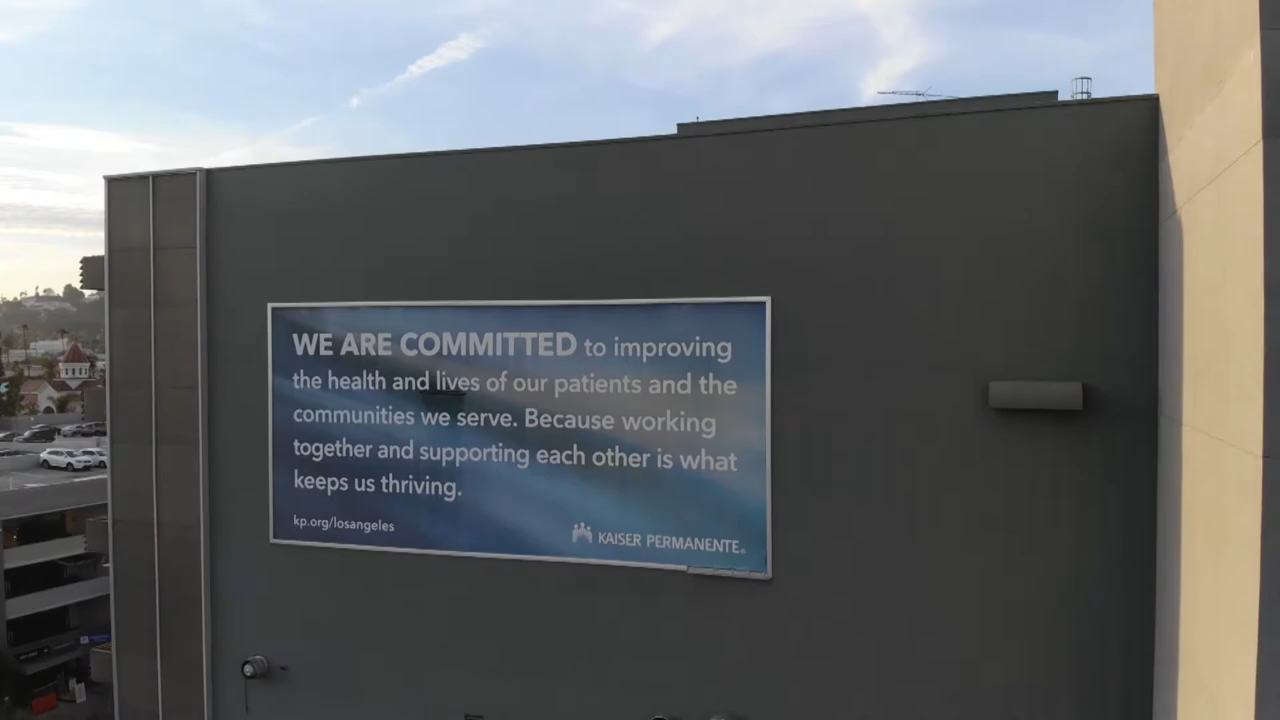 WE ARE COMMITTED to improving
the health and lives of our patients and the
communities we serve. Because working
together and supporting each other is what
keeps us thriving.
kp.org/losangeles
KAISER PERMANENTE®